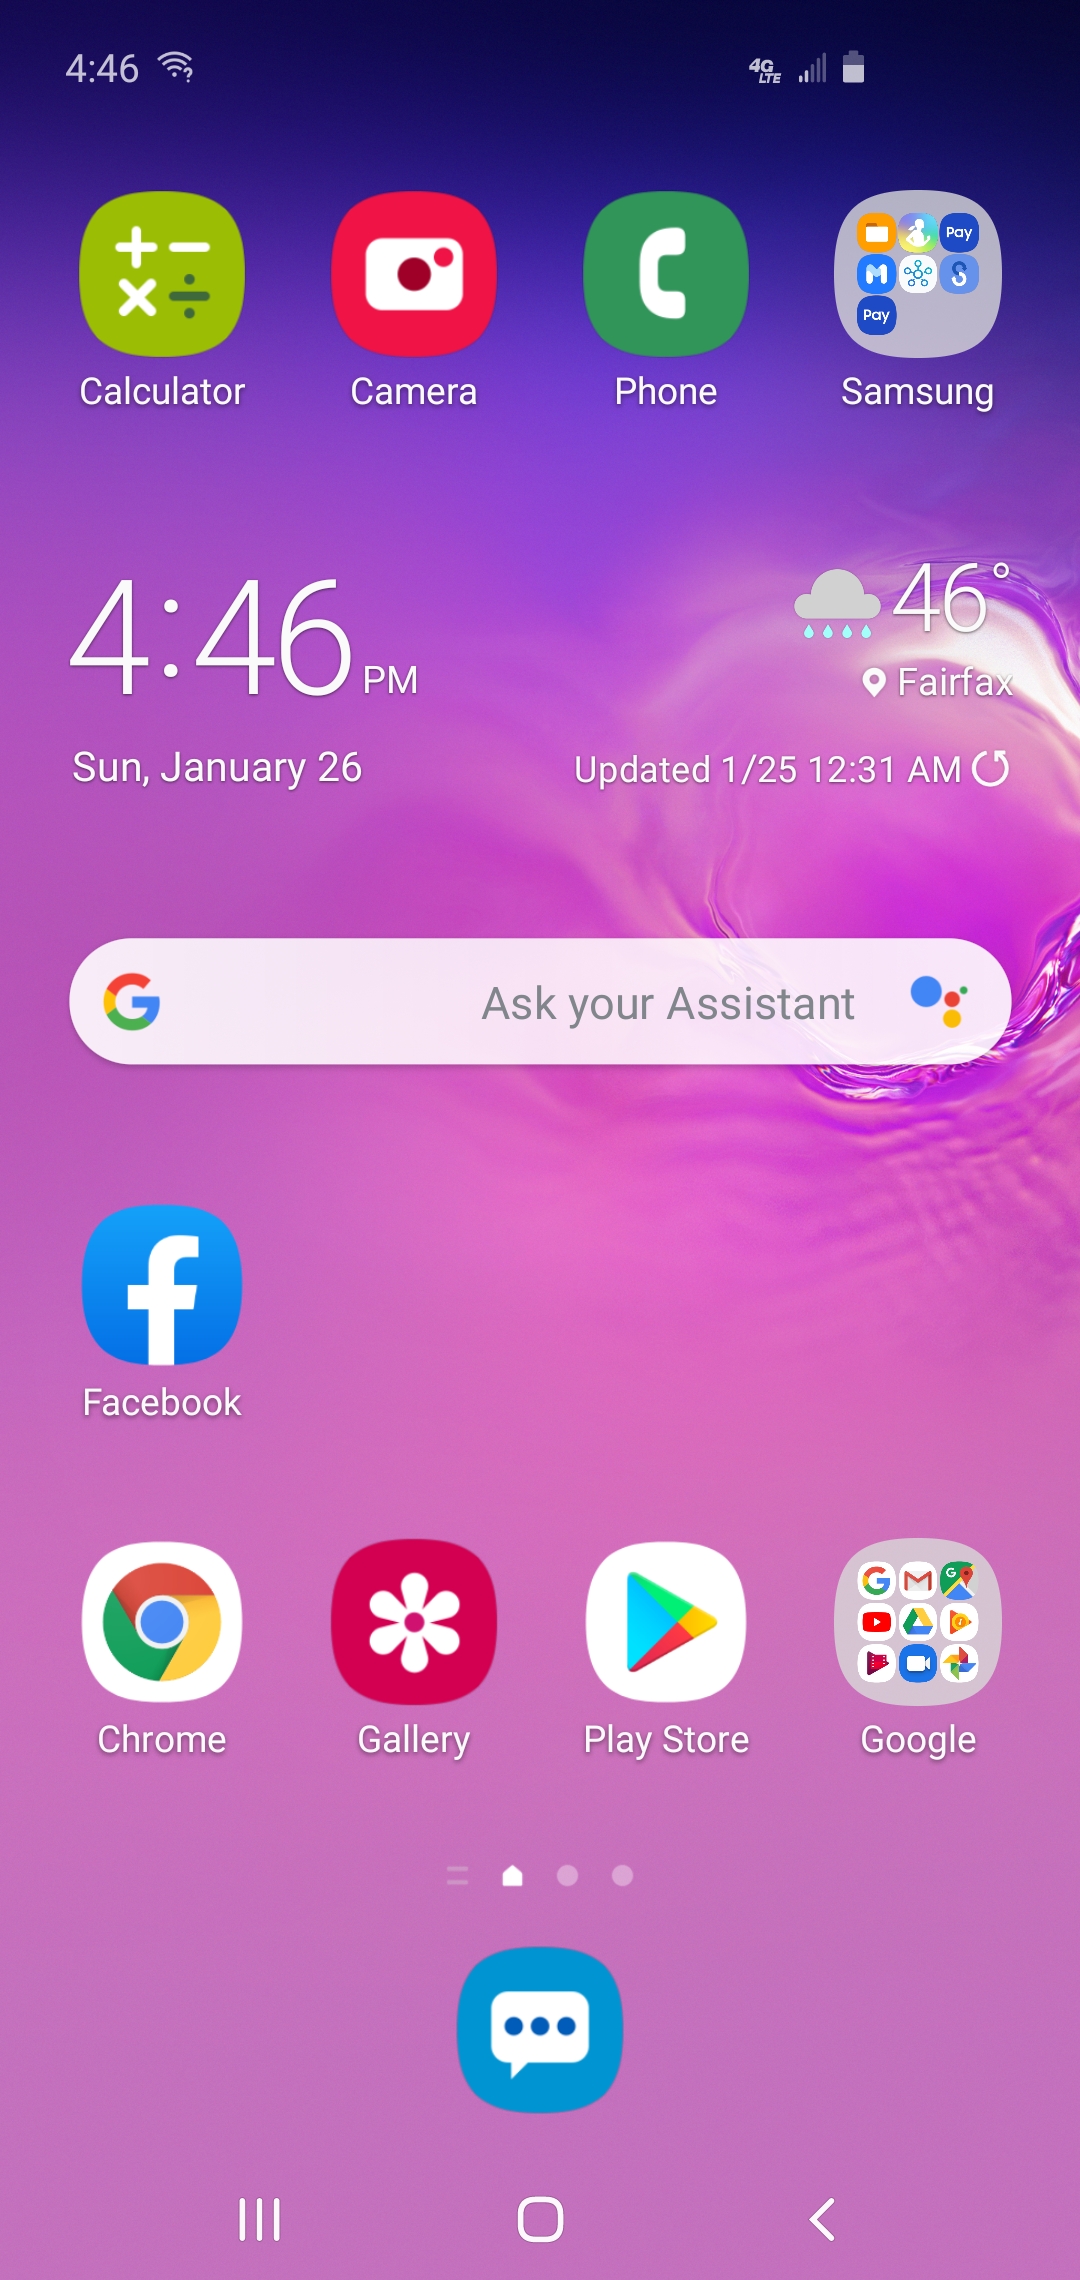 4:46
4G LTE
Pay
Pay
Calculator
Camera
Phone
Samsung
4:46 PM
46°
Fairfax
Sun, January 26
Updated 1/25 12:31 AM
Ask your Assistant
Facebook
Chrome
Gallery
Play Store
Google